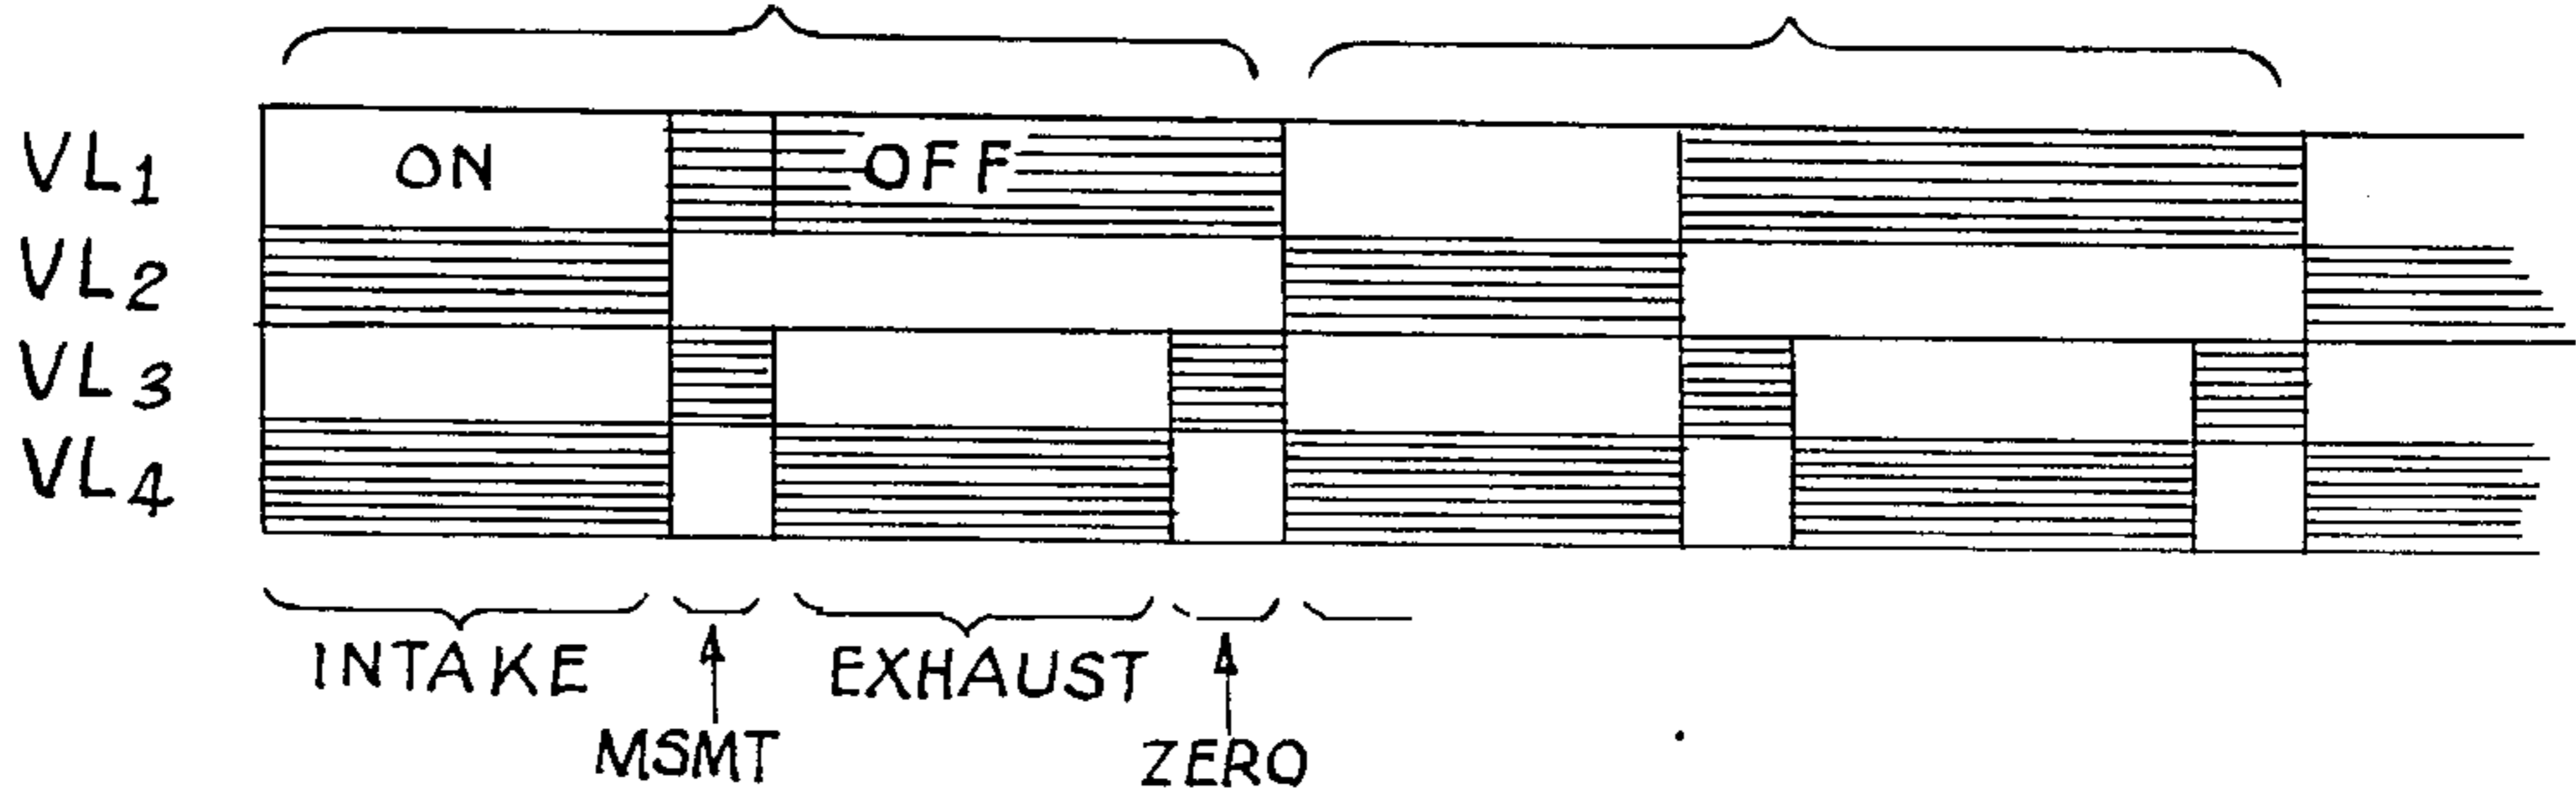 VL1 ON OFF
VL2
VL3
VL4
INTAKE EXHAUST
MSMT ZERO